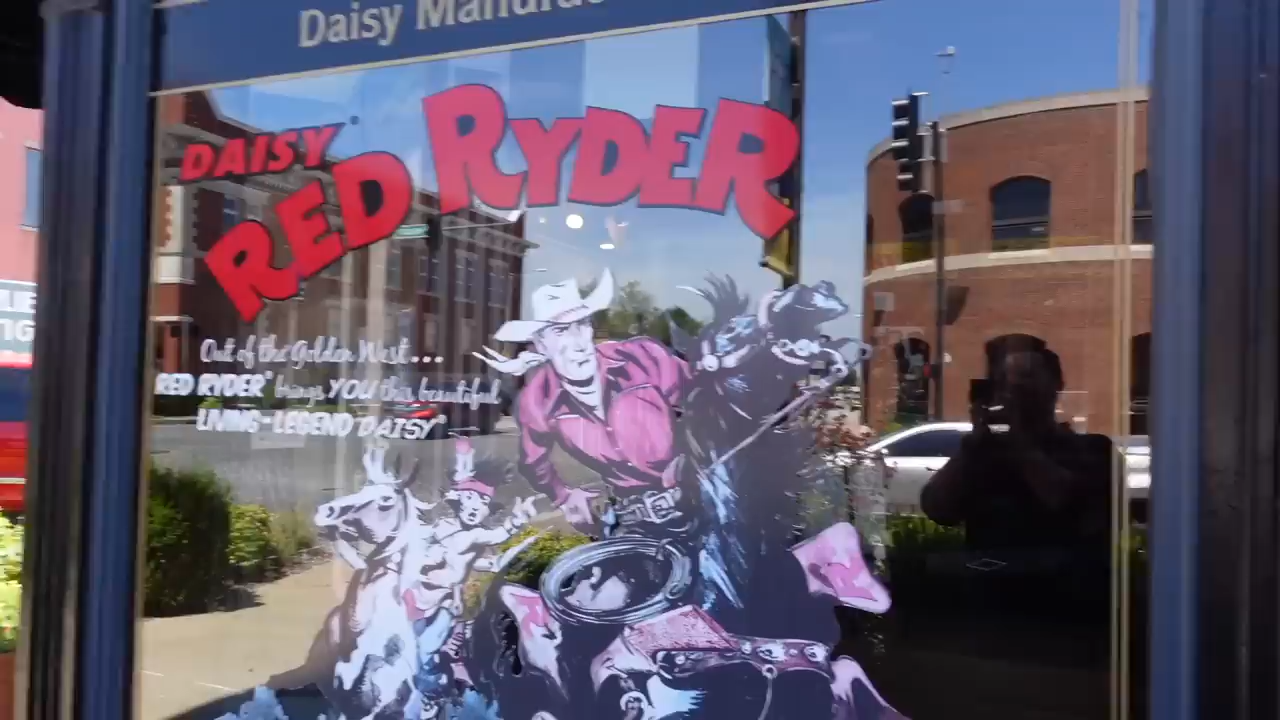 Daisy
DAISY®
RED RYDER
Out of the Golden West...
RED RYDER® brings YOU this beautiful
LIVING-LEGEND DAISY®